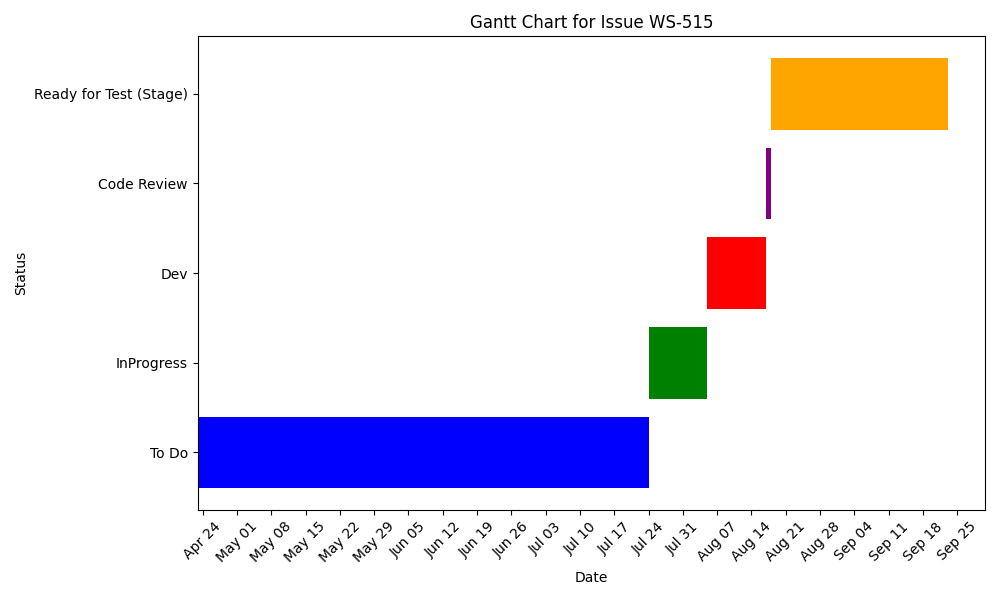 Gantt Chart for Issue WS-515
Status
Ready for Test (Stage)
Code Review
Dev
InProgress
To Do
Apr 24
May 01
May 08
May 15
May 22
May 29
Jun 05
Jun 12
Jun 19
Jun 26
Jul 03
Jul 10
Jul 17
Jul 24
Jul 31
Aug 07
Aug 14
Aug 21
Aug 28
Sep 04
Sep 11
Sep 18
Sep 25
Date